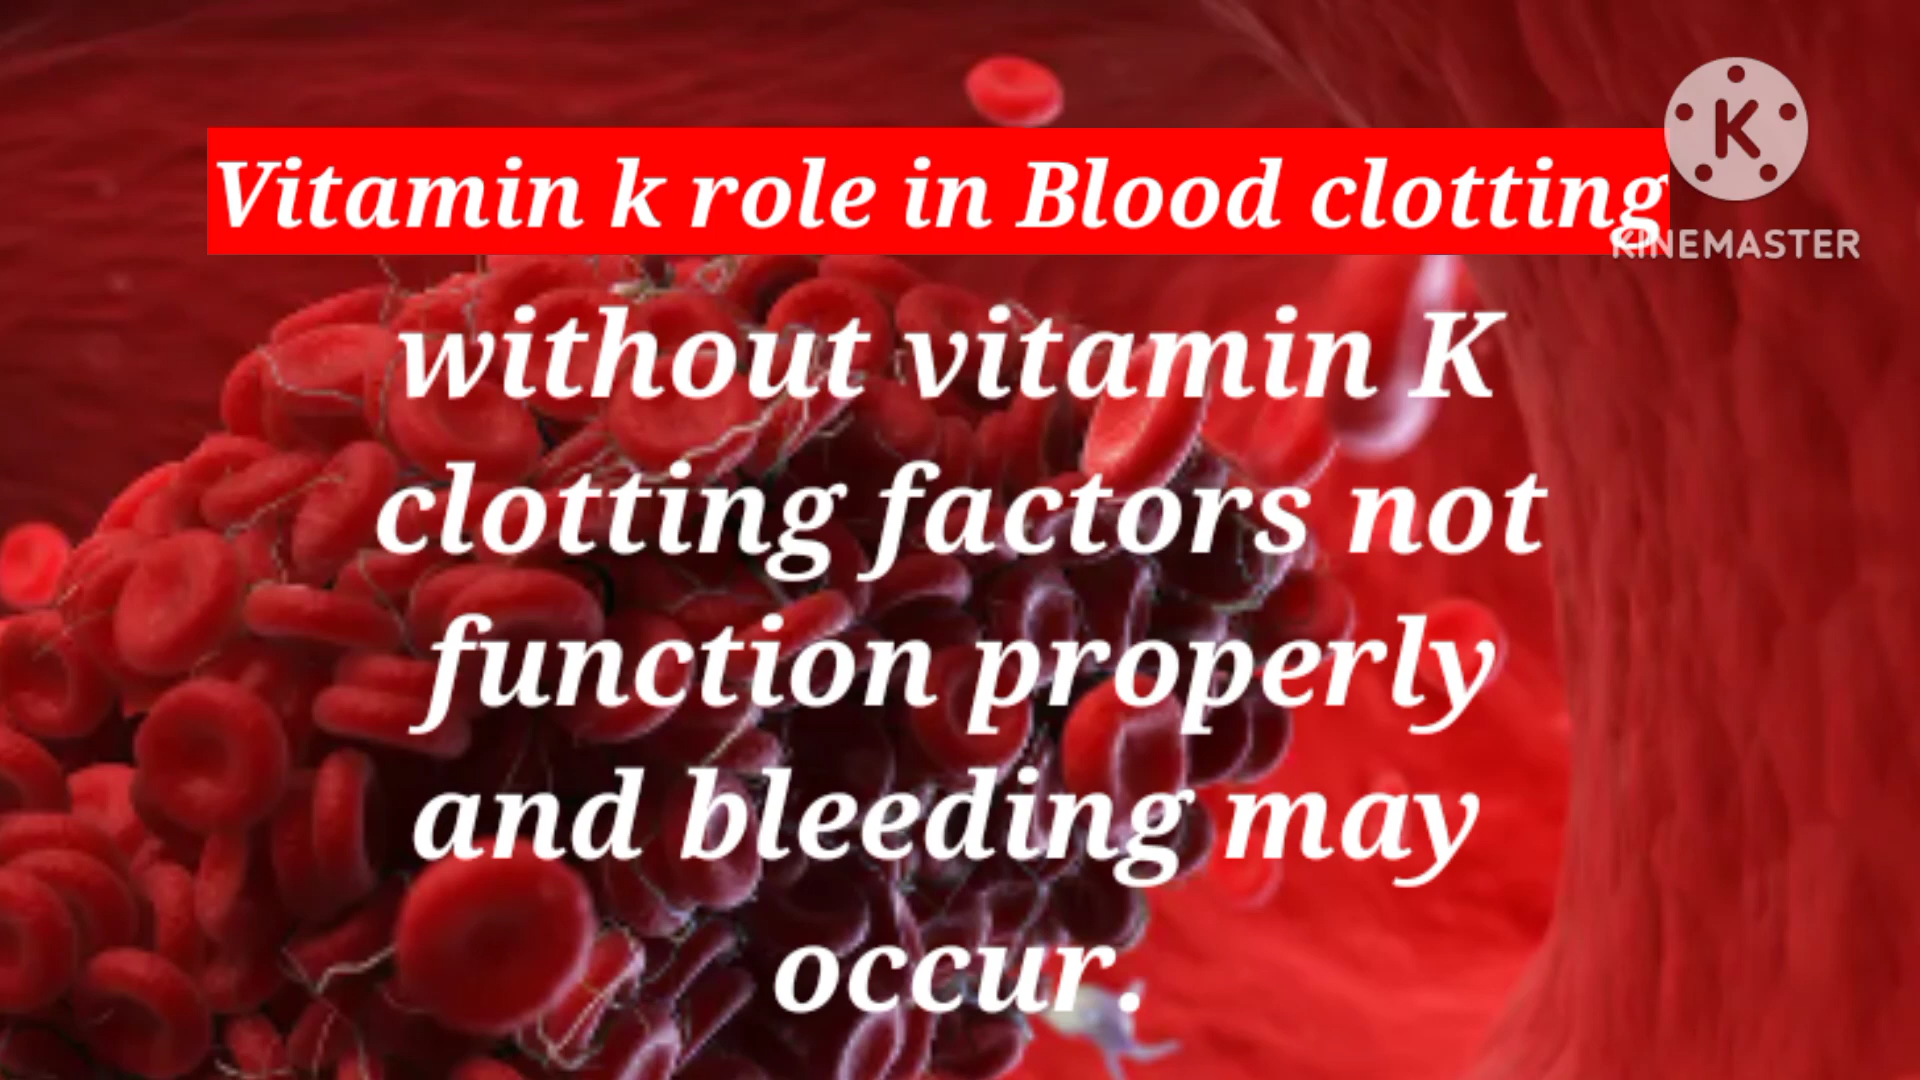 Vitamin k role in Blood clotting
K
KINEMASTER
without vitamin K
clotting factors not
function properly
and bleeding may
occur.